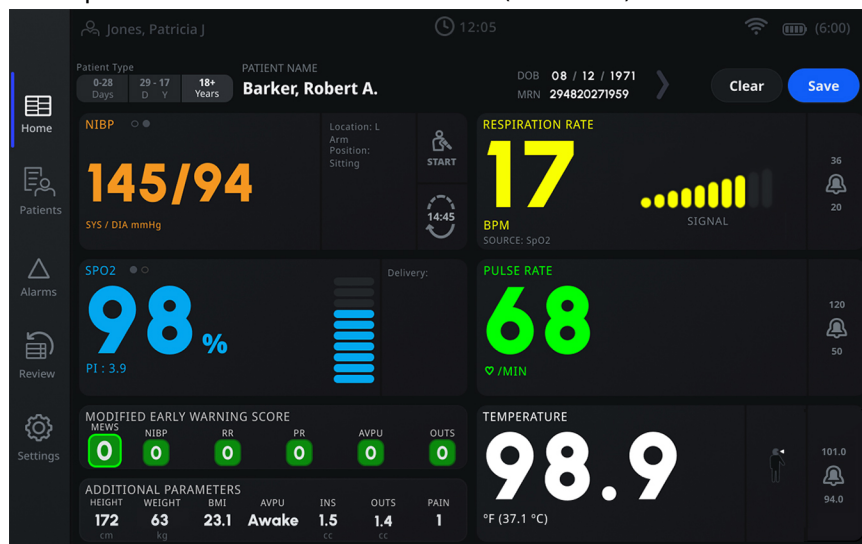 Jones, Patricia J
12:05
(6:00)
Patient Type
0-28 Days
29 - 17 D Y
18+ Years
PATIENT NAME
Barker, Robert A.
DOB 08 / 12 / 1971
MRN 294820271959
Clear
Save
Home
Patients
Alarms
Review
Settings
NIBP
145/94
SYS / DIA mmHg
Location: L
Arm
Position:
Sitting
START
14:45
RESPIRATION RATE
17
BPM
SOURCE: SpO2
SIGNAL
36
20
SPO2
98 %
PI : 3.9
Delivery:
PULSE RATE
68
/MIN
120
50
MODIFIED EARLY WARNING SCORE
MEWS NIBP RR PR AVPU OUTS
0 0 0 0 0 0
ADDITIONAL PARAMETERS
HEIGHT WEIGHT BMI AVPU INS OUTS PAIN
172 63 23.1 Awake 1.5 1.4 1
cm kg cc cc
TEMPERATURE
98.9
°F (37.1 °C)
101.0
94.0